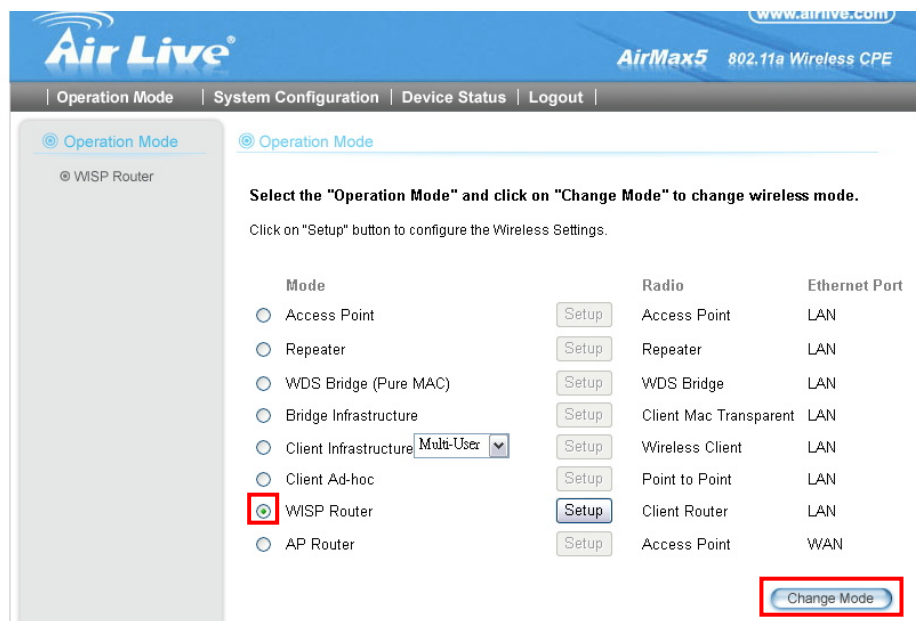 (www.airlive.com)
Air Live®
AirMax5 802.11a Wireless CPE
| Operation Mode | System Configuration | Device Status | Logout |
Operation Mode
WISP Router
Operation Mode
Select the "Operation Mode" and click on "Change Mode" to change wireless mode.
Click on "Setup" button to configure the Wireless Settings.
Mode Radio Ethernet Port
Access Point Setup Access Point LAN
Repeater Setup Repeater LAN
WDS Bridge (Pure MAC) Setup WDS Bridge LAN
Bridge Infrastructure Setup Client Mac Transparent LAN
Client Infrastructure Multi-User Setup Wireless Client LAN
Client Ad-hoc Setup Point to Point LAN
WISP Router Setup Client Router LAN
AP Router Setup Access Point WAN
Change Mode